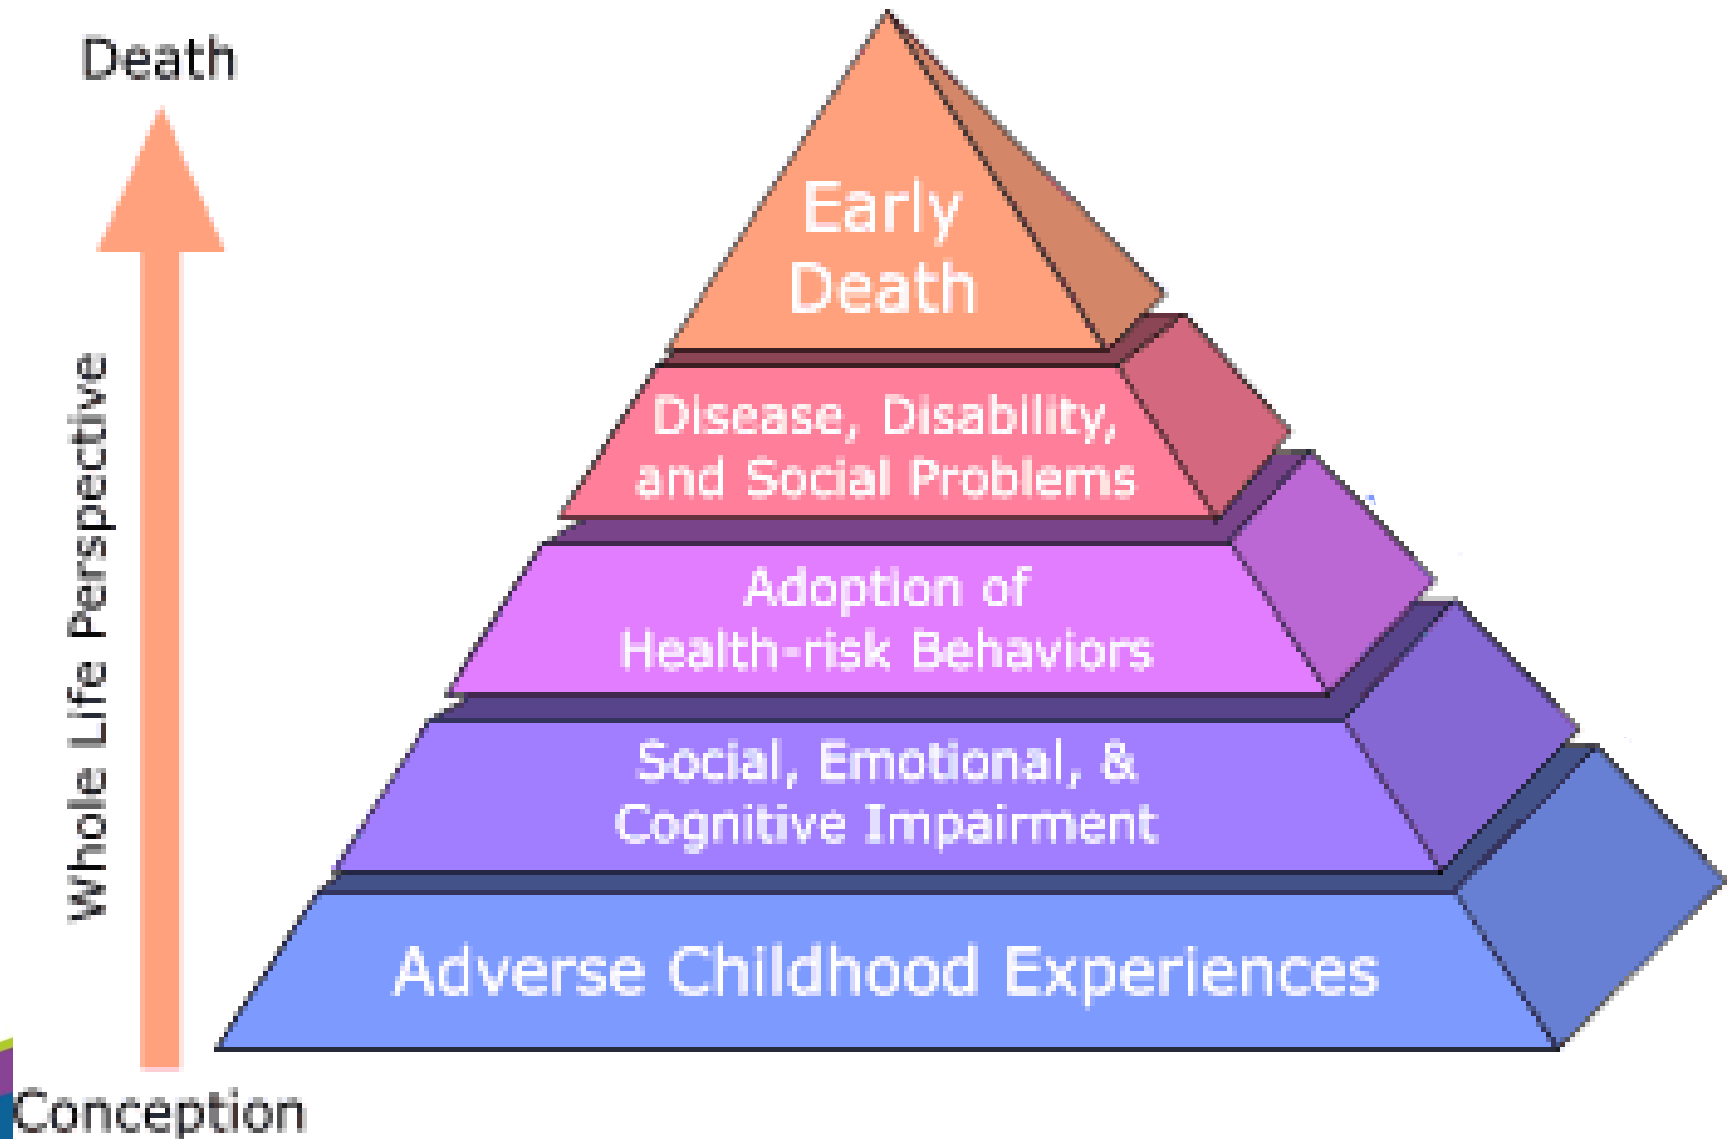 Death
Whole Life Perspective
Conception
Early
Death
Disease, Disability,
and Social Problems
Adoption of
Health-risk Behaviors
Social, Emotional, &
Cognitive Impairment
Adverse Childhood Experiences